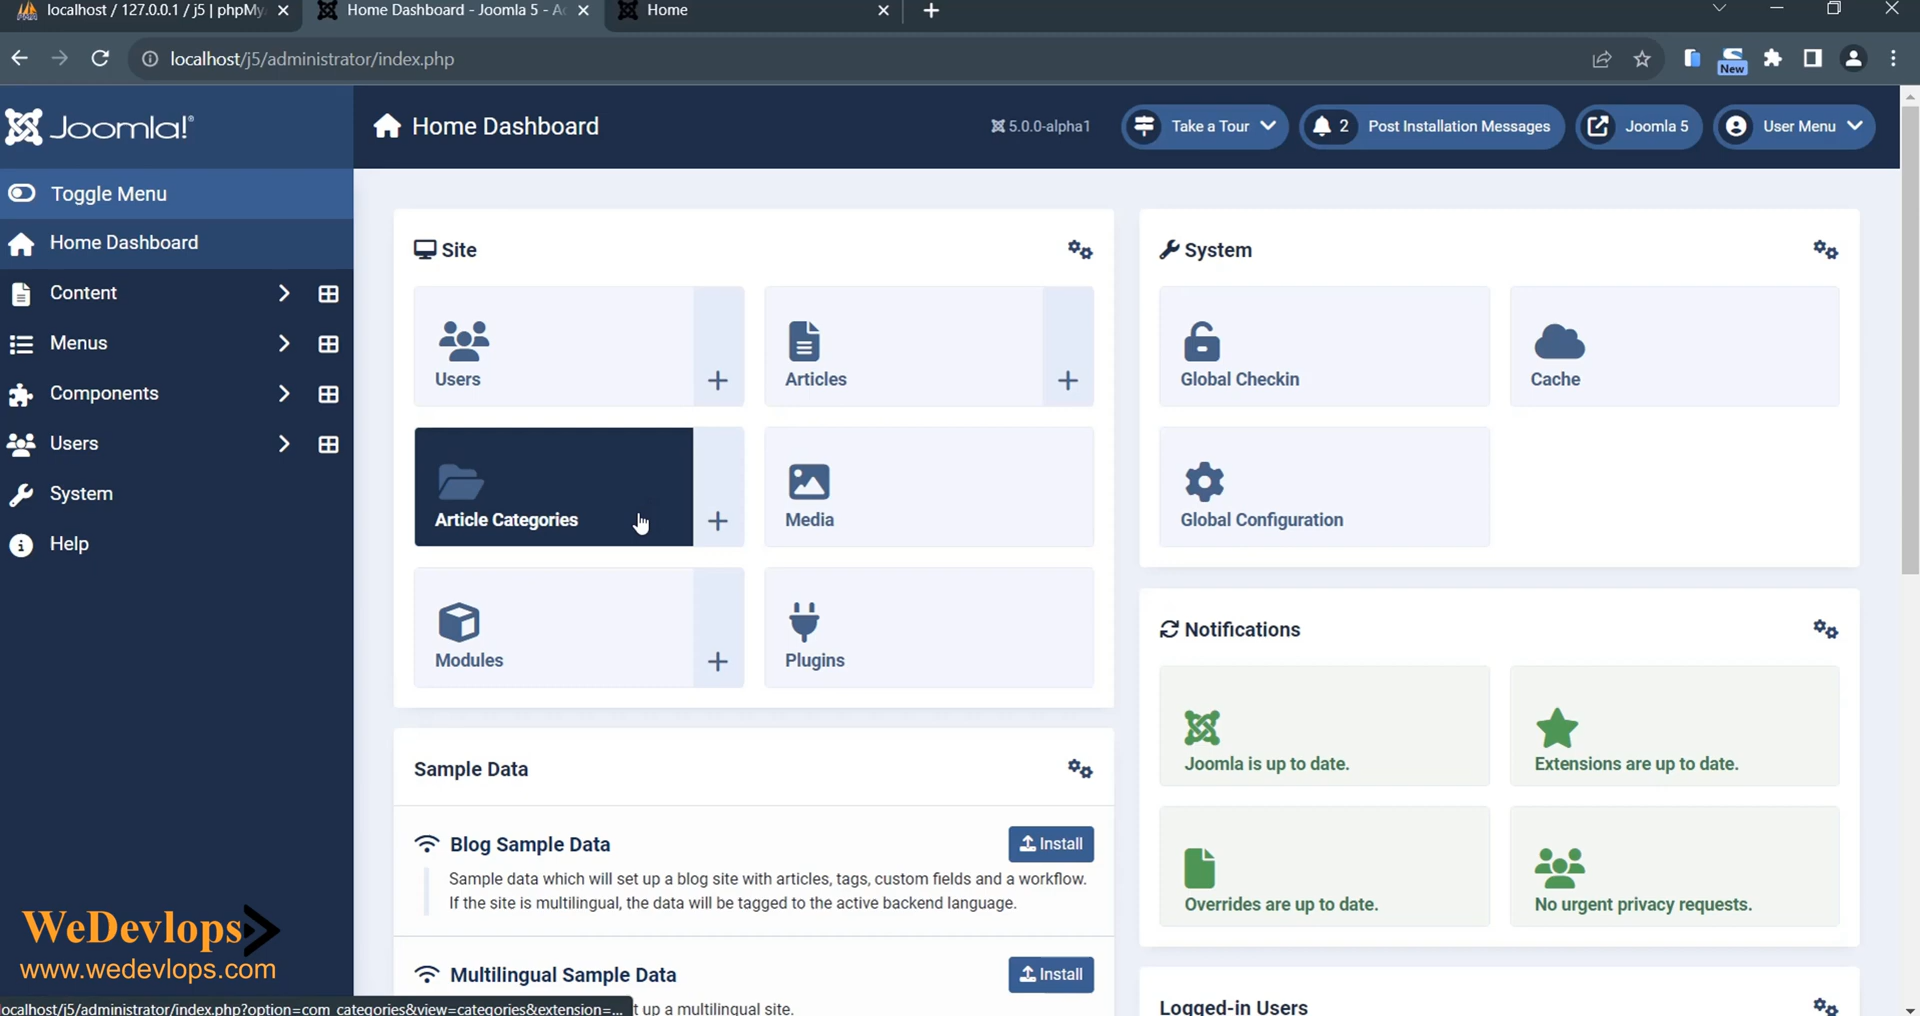 localhost / 127.0.0.1 / j5 | phpMy
Home Dashboard - Joomla 5 - A
Home
localhost/j5/administrator/index.php
New
Joomla!®
Home Dashboard
5.0.0-alpha1
Take a Tour
2 Post Installation Messages
Joomla 5
User Menu
Toggle Menu
Home Dashboard
Content
Menus
Components
Users
System
Help
Site
Users
Articles
Article Categories
Media
Modules
Plugins
System
Global Checkin
Cache
Global Configuration
Notifications
Joomla is up to date.
Extensions are up to date.
Overrides are up to date.
No urgent privacy requests.
Sample Data
Blog Sample Data
Install
Sample data which will set up a blog site with articles, tags, custom fields and a workflow.
If the site is multilingual, the data will be tagged to the active backend language.
Multilingual Sample Data
Install
t up a multilingual site.
Logged-in Users
WeDevlops
www.wedevlops.com
ocalhost/j5/administrator/index.php?option=com_categories&view=categories&extension=...